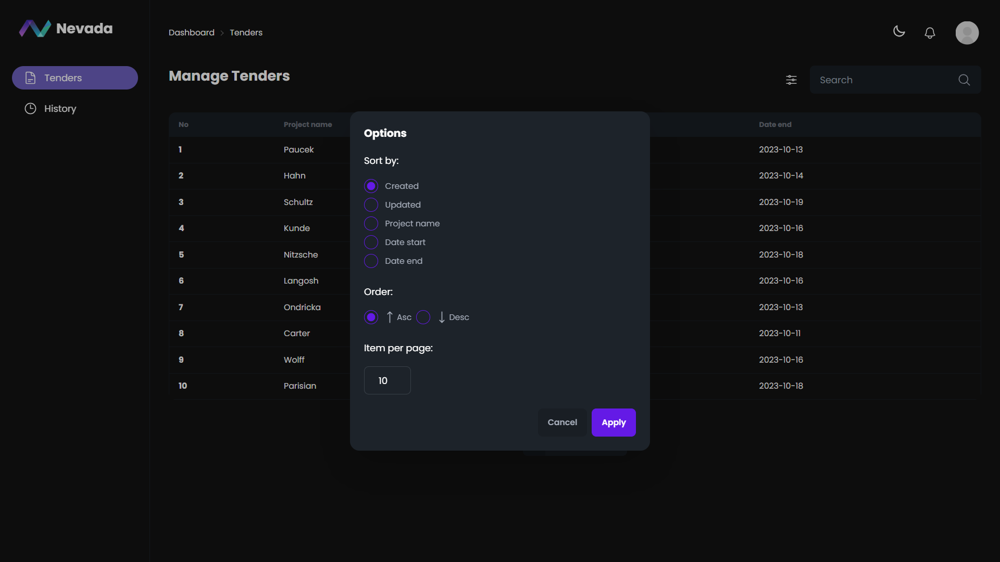 Nevada
Dashboard > Tenders
Tenders
History
Manage Tenders
Search
No Project name Date end
1 Paucek 2023-10-13
2 Hahn 2023-10-14
3 Schultz 2023-10-19
4 Kunde 2023-10-16
5 Nitzsche 2023-10-18
6 Langosh 2023-10-16
7 Ondricka 2023-10-13
8 Carter 2023-10-11
9 Wolff 2023-10-16
10 Parisian 2023-10-18
Options
Sort by:
Created
Updated
Project name
Date start
Date end
Order:
↑ Asc ↓ Desc
Item per page:
10
Cancel Apply